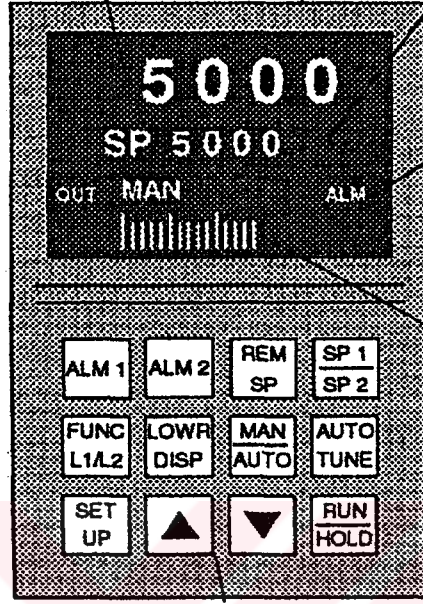 5000
SP 5000
OUT MAN ALM
ALM 1 ALM 2 REM SP SP 1 SP 2
FUNC L1/L2 LOWR DISP MAN AUTO AUTO TUNE
SET UP ▲ ▼ RUN HOLD